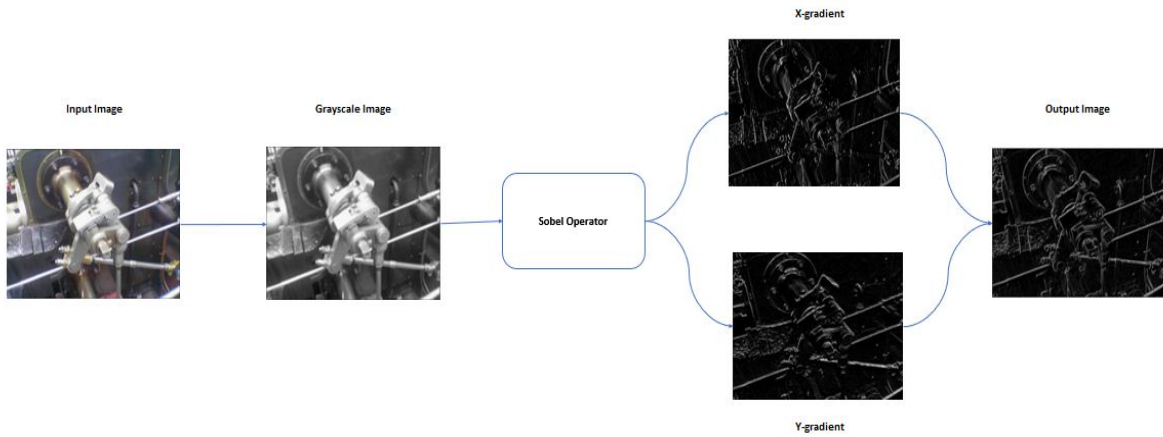 X-gradient
Input Image
Grayscale Image
Output Image
Sobel Operator
Y-gradient